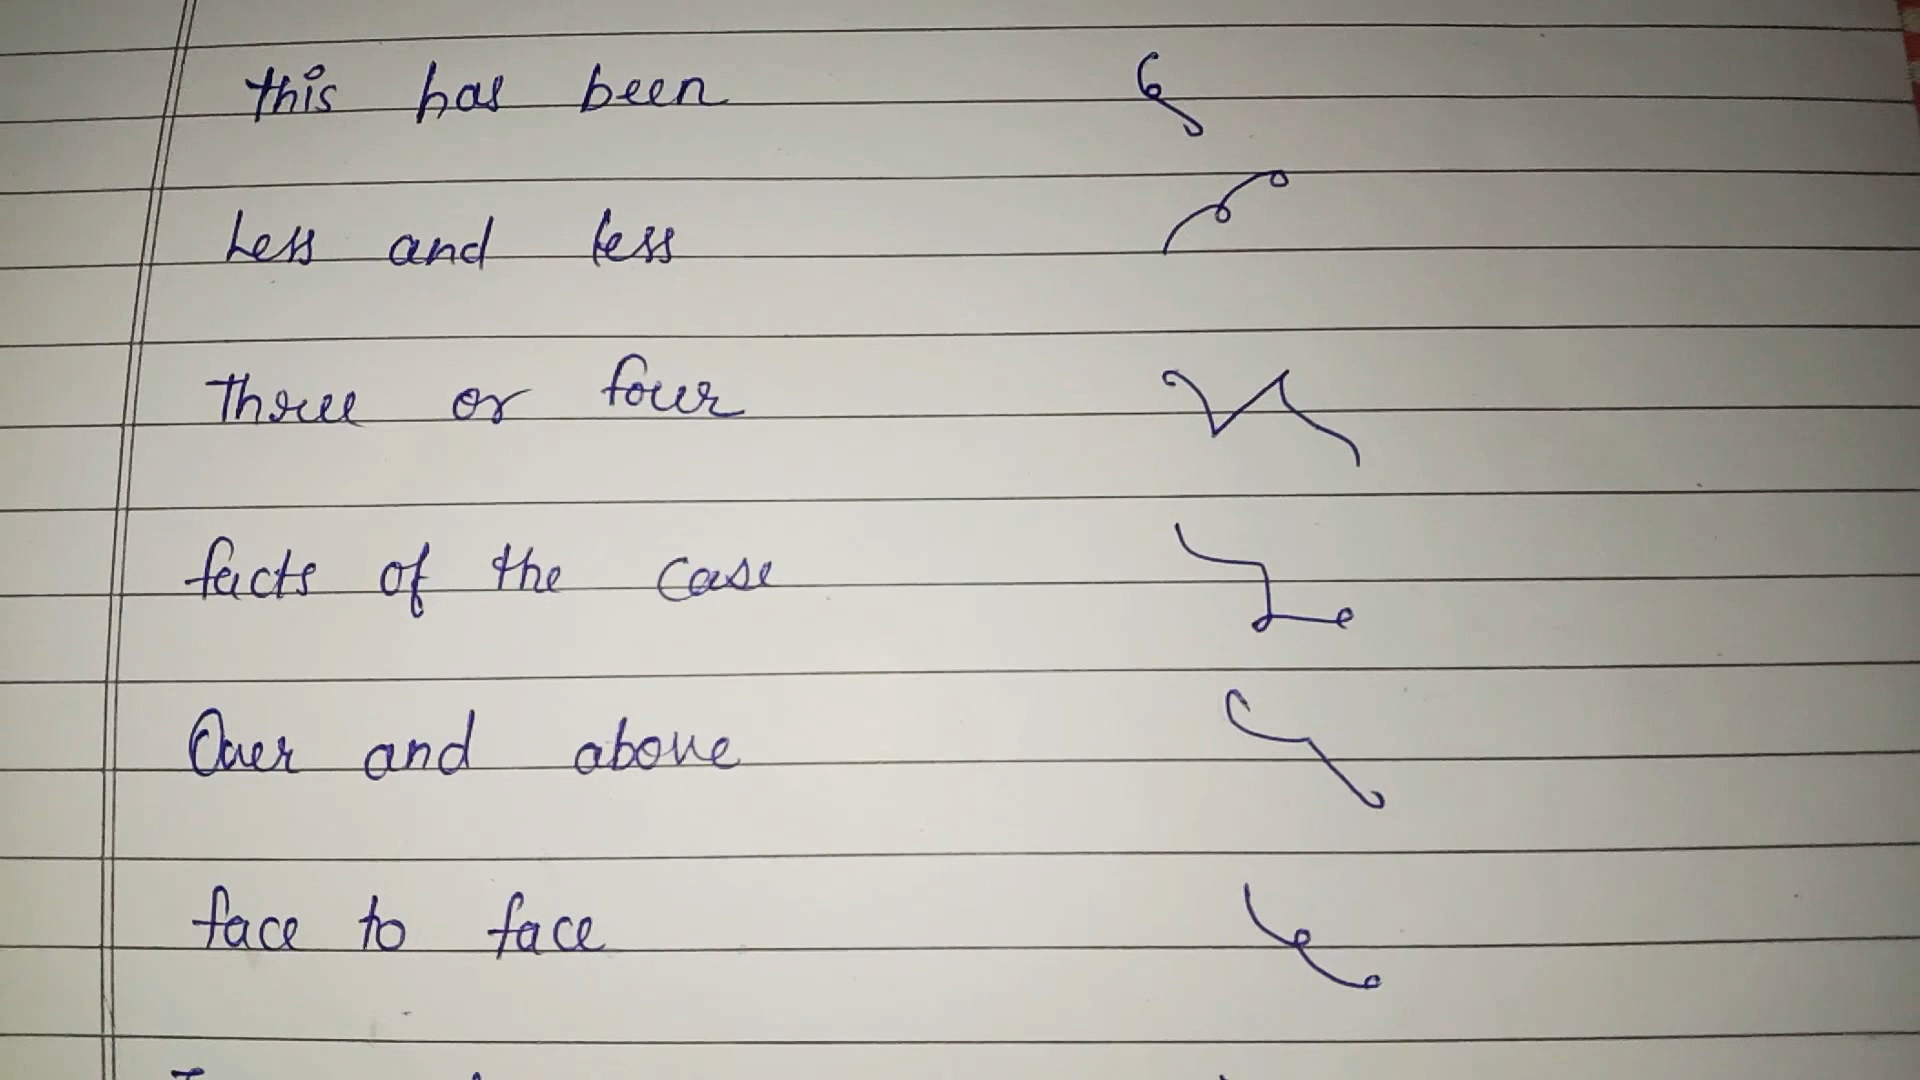 this has been
Less and less
Three or four
facts of the case
Over and above
face to face